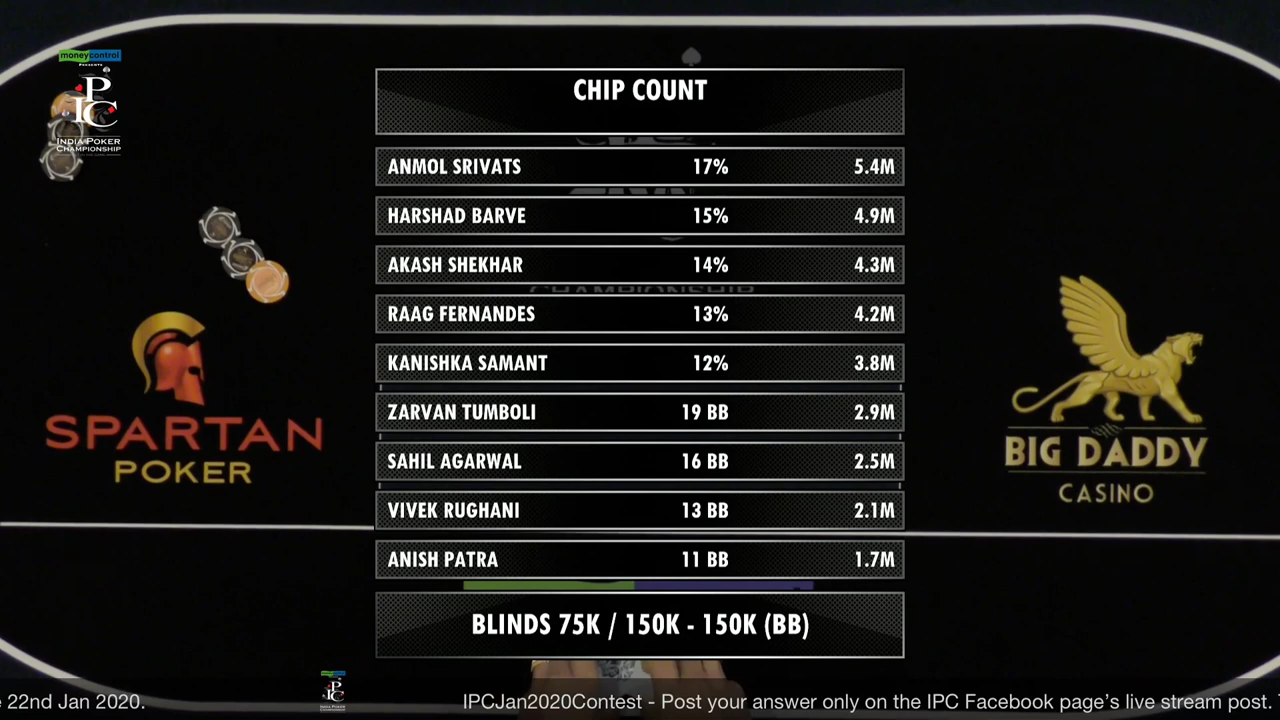 moneycontrol
PRESENTS
P
IC
INDIA POKER
CHAMPIONSHIP
CHIP COUNT
ANMOL SRIVATS 17% 5.4M
HARSHAD BARVE 15% 4.9M
AKASH SHEKHAR 14% 4.3M
CHAMPIONSHIP
RAAG FERNANDES 13% 4.2M
KANISHKA SAMANT 12% 3.8M
ZARVAN TUMBOLI 19 BB 2.9M
SAHIL AGARWAL 16 BB 2.5M
VIVEK RUGHANI 13 BB 2.1M
ANISH PATRA 11 BB 1.7M
BLINDS 75K / 150K - 150K (BB)
SPARTAN
POKER
BIG DADDY
CASINO
22nd Jan 2020.
IPCJan2020Contest - Post your answer only on the IPC Facebook page's live stream post.